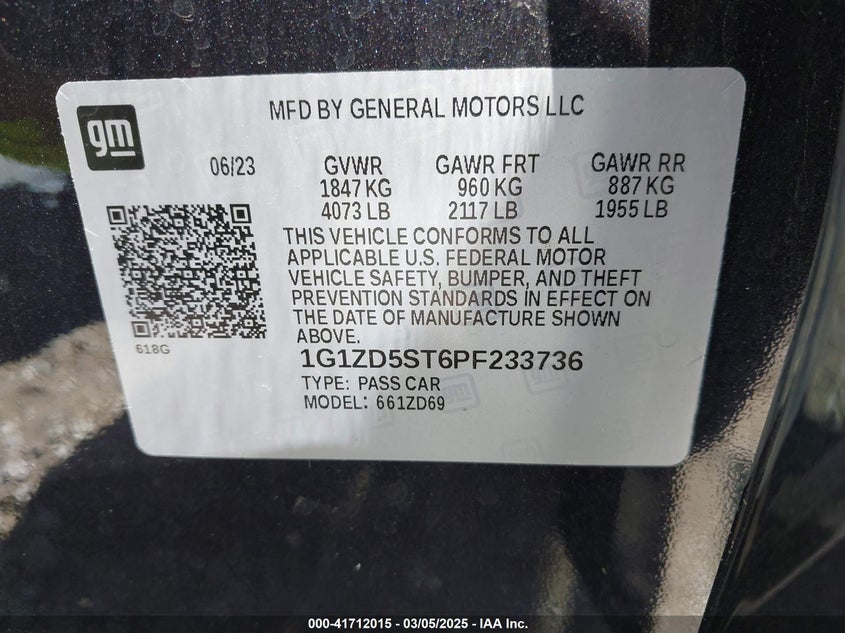 gm
MFD BY GENERAL MOTORS LLC
06/23 GVWR GAWR FRT GAWR RR
1847 KG 960 KG 887 KG
4073 LB 2117 LB 1955 LB
THIS VEHICLE CONFORMS TO ALL
APPLICABLE U.S. FEDERAL MOTOR
VEHICLE SAFETY, BUMPER, AND THEFT
PREVENTION STANDARDS IN EFFECT ON
THE DATE OF MANUFACTURE SHOWN
ABOVE.
618G
1G1ZD5ST6PF233736
TYPE: PASS CAR
MODEL: 661ZD69
000-41712015 — 03/05/2025 — IAA Inc.